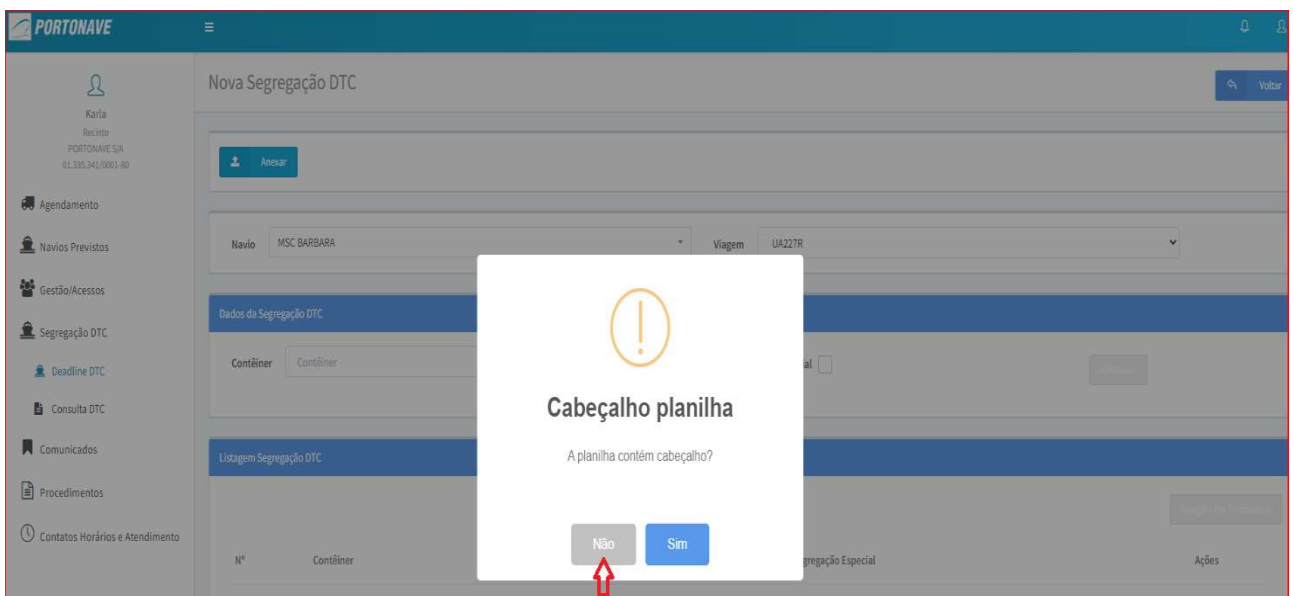 PORTONAVE
Nova Segregação DTC
Voltar
Karla
Recinto
PORTONAVE S/A
01.335.341/0001-80
Anexar
Agendamento
Navios Previstos
Gestão/Acessos
Segregação DTC
Deadline DTC
Consulta DTC
Comunicados
Procedimentos
Contatos Horários e Atendimento
Navio MSC BARBARA Viagem UA227R
Dados da Segregação DTC
Contêiner Contêiner al
Cabeçalho planilha
A planilha contém cabeçalho?
Não Sim
Listagem Segregação DTC
Nº Contêiner gregação Especial Ações